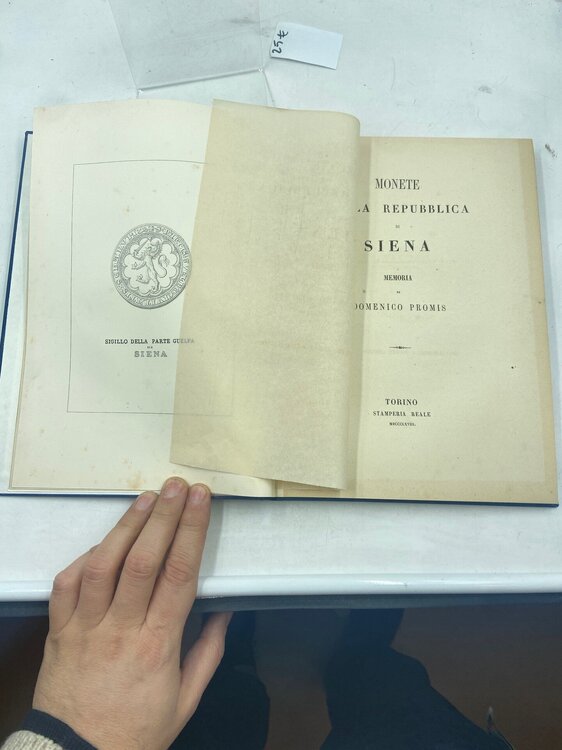 25€
SIGILLO DELLA PARTE GUELFA
DI
SIENA
MONETE
LA REPUBBLICA
DI
SIENA
MEMORIA
DI
DOMENICO PROMIS
TORINO
STAMPERIA REALE